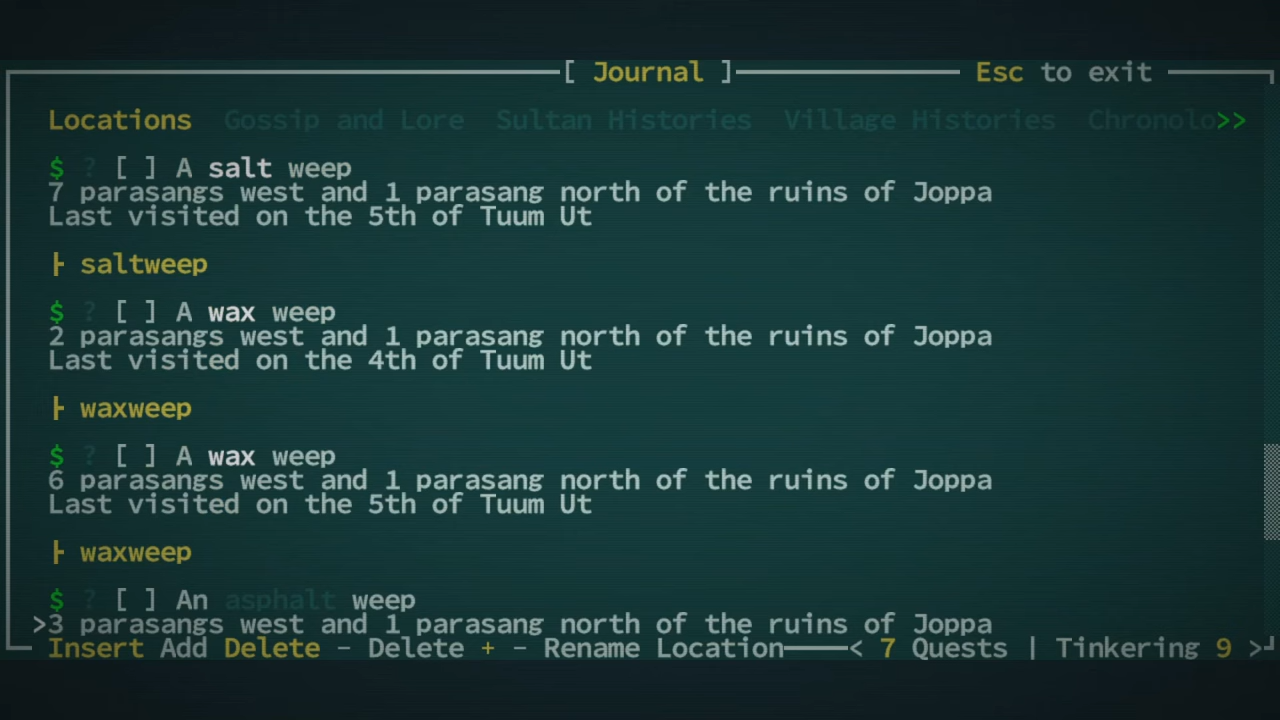 [ Journal ] Esc to exit
Locations Gossip and Lore Sultan Histories Village Histories Chronolo>>
$ ? [ ] A salt weep
7 parasangs west and 1 parasang north of the ruins of Joppa
Last visited on the 5th of Tuum Ut
├ saltweep
$ ? [ ] A wax weep
2 parasangs west and 1 parasang north of the ruins of Joppa
Last visited on the 4th of Tuum Ut
├ waxweep
$ ? [ ] A wax weep
6 parasangs west and 1 parasang north of the ruins of Joppa
Last visited on the 5th of Tuum Ut
├ waxweep
$ ? [ ] An asphalt weep
>3 parasangs west and 1 parasang north of the ruins of Joppa
Insert Add Delete - Delete + - Rename Location < 7 Quests | Tinkering 9 >